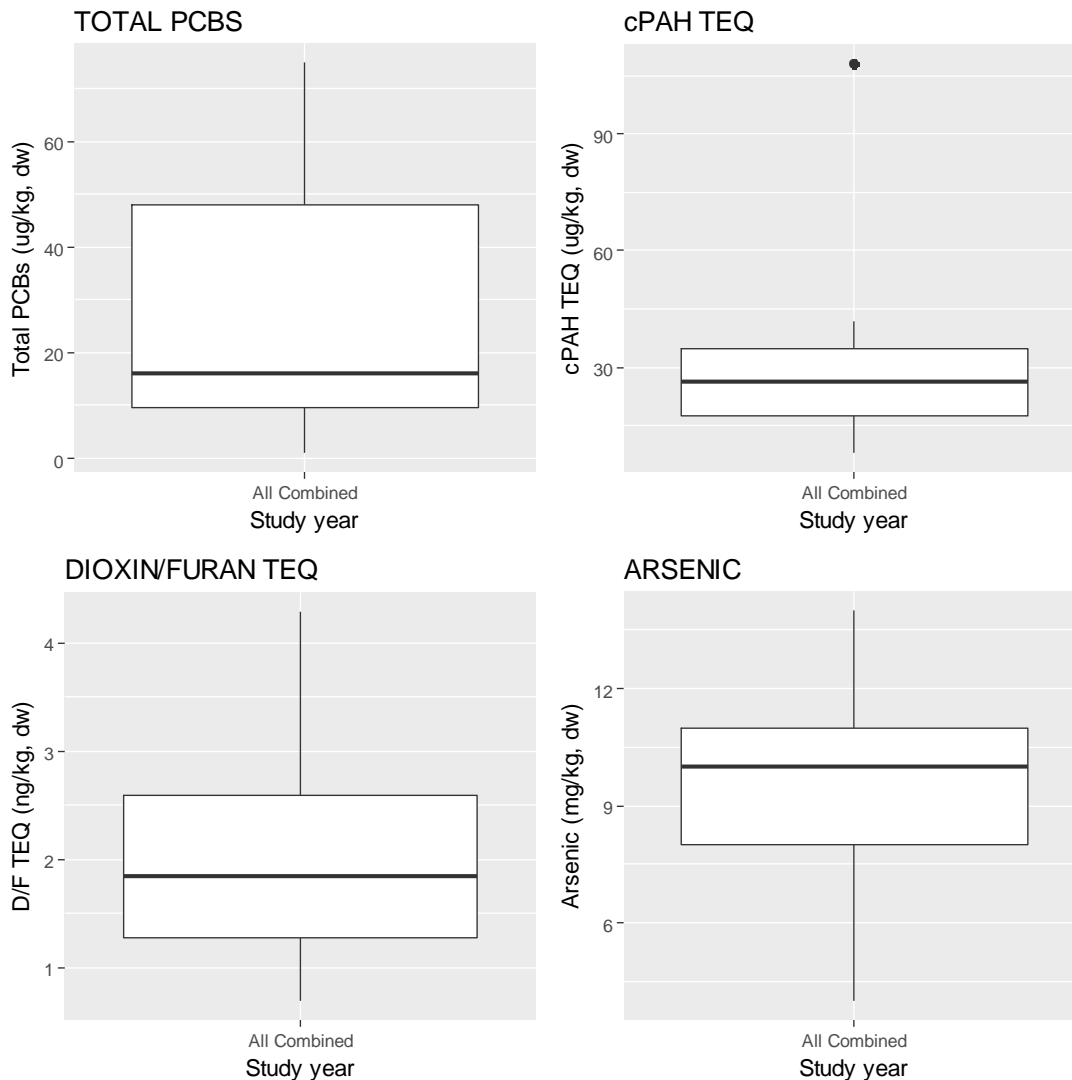 TOTAL PCBS
Total PCBs (ug/kg, dw)
60
40
20
0
All Combined
Study year
cPAH TEQ
cPAH TEQ (ug/kg, dw)
90
60
30
All Combined
Study year
DIOXIN/FURAN TEQ
D/F TEQ (ng/kg, dw)
4
3
2
1
All Combined
Study year
ARSENIC
Arsenic (mg/kg, dw)
12
9
6
All Combined
Study year